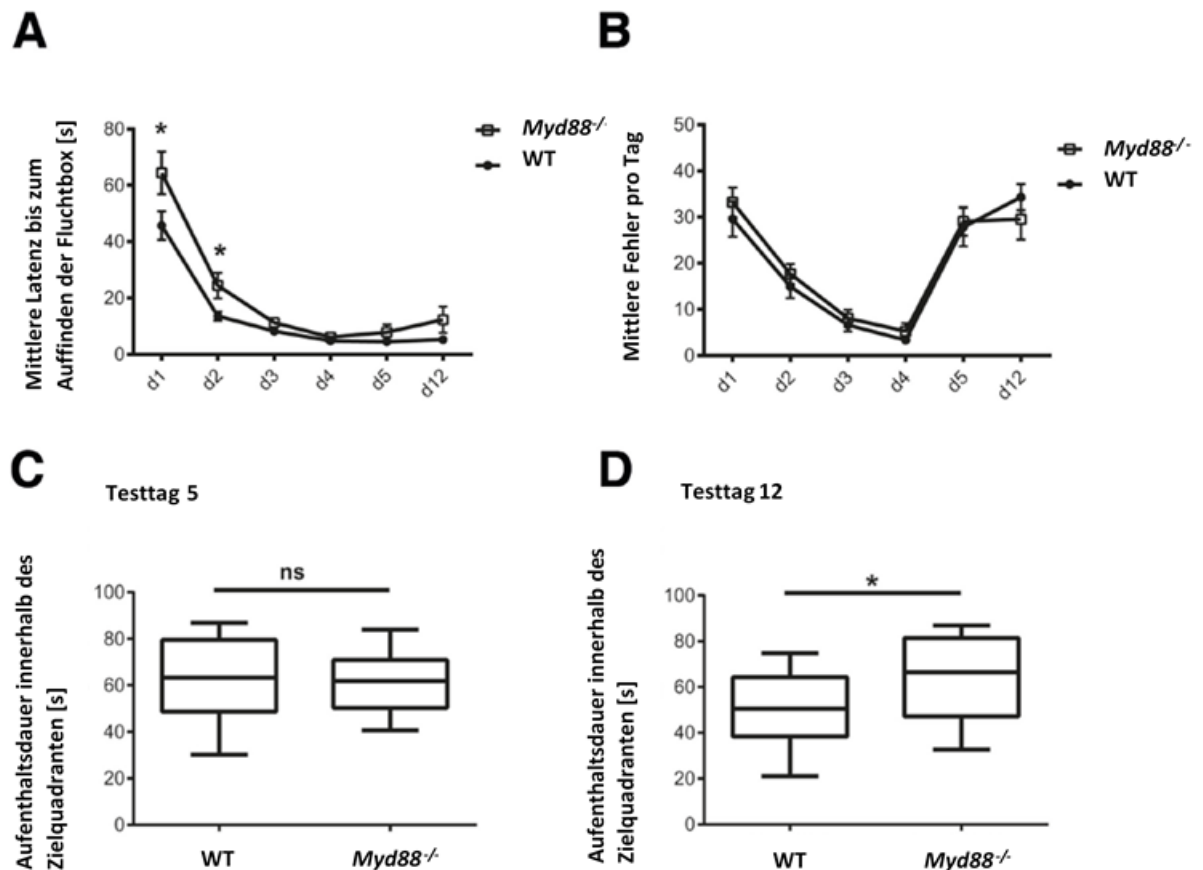 A
Mittlere Latenz bis zum
Auffinden der Fluchtbox [s]
80
60
40
20
0
*
*
d1
d2
d3
d4
d5
d12
Myd88-/-
WT
B
Mittlere Fehler pro Tag
50
40
30
20
10
0
d1
d2
d3
d4
d5
d12
Myd88-/-
WT
C
Testtag 5
Aufenthaltsdauer innerhalb des
Zielquadranten [s]
100
80
60
40
20
0
ns
WT
Myd88-/-
D
Testtag 12
Aufenthaltsdauer innerhalb des
Zielquadranten [s]
100
80
60
40
20
0
*
WT
Myd88-/-